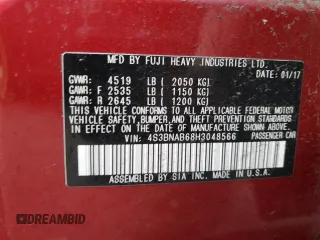 MFD BY FUJI HEAVY INDUSTRIES LTD.
DATE: 01/17
GVWR: 4519 LB ( 2050 KG)
GAWR: F 2535 LB ( 1150 KG)
GAWR: R 2645 LB ( 1200 KG)
THIS VEHICLE CONFORMS TO ALL APPLICABLE FEDERAL MOTOR
VEHICLE SAFETY, BUMPER, AND THEFT PREVENTION STANDARDS
IN EFFECT ON THE DATE OF MANUFACTURE SHOWN ABOVE.
VIN: 4S3BNAB68H3048566 PASSENGER CAR
ASSEMBLED BY SIA INC. IN U.S.A.
DREAMBID